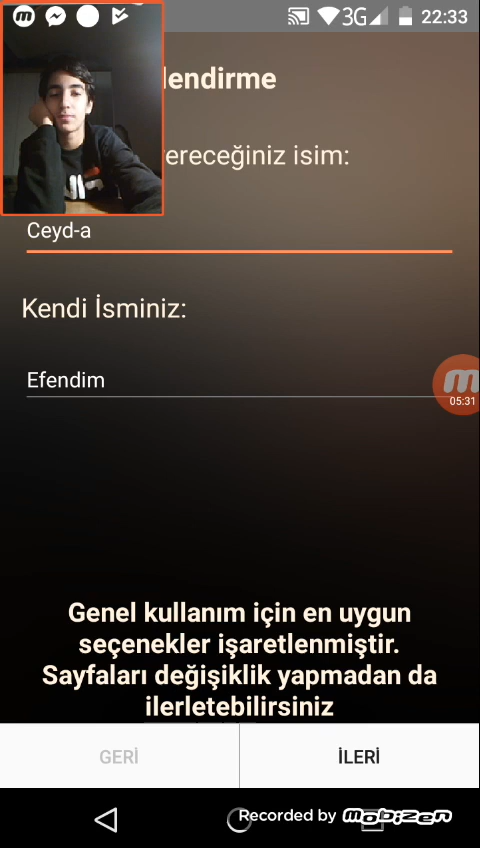 3G 22:33
lendirme
ereceğiniz isim:
Ceyd-a
Kendi İsminiz:
Efendim
m
05:31
Genel kullanım için en uygun
seçenekler işaretlenmiştir.
Sayfaları değişiklik yapmadan da
ilerletebilirsiniz
GERİ İLERİ
Recorded by Mobizen